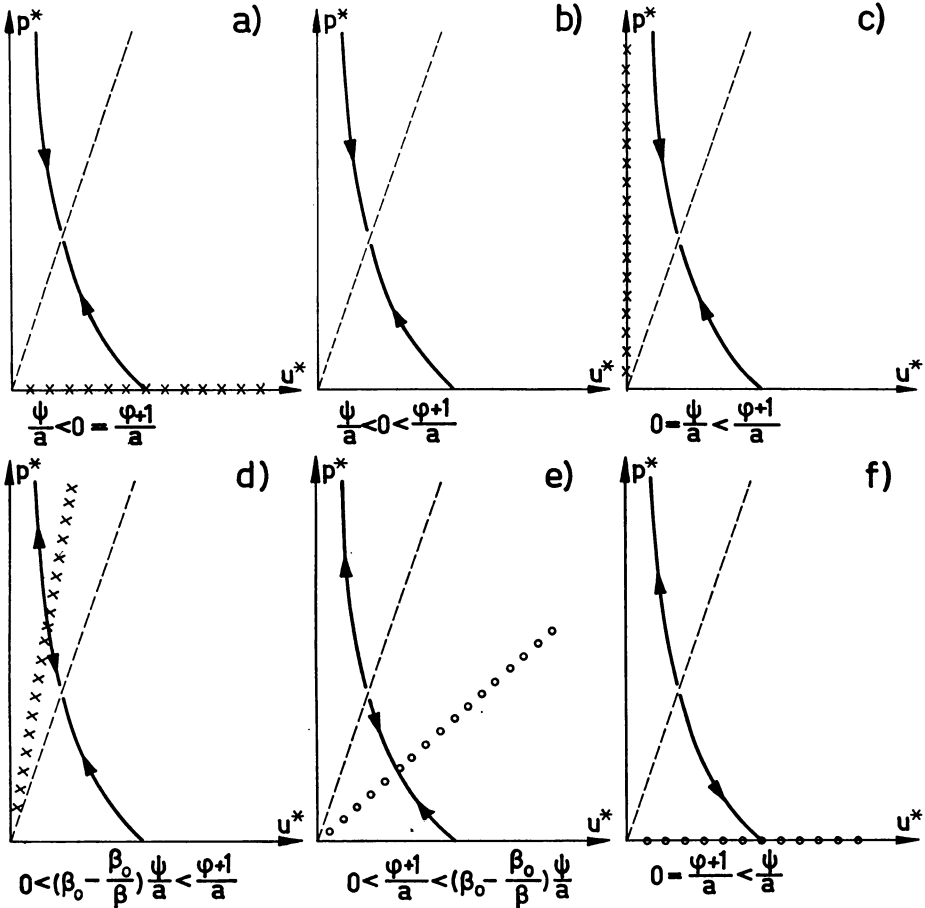 p* a)
u*
ψ/a < 0 = φ+1/a
p* b)
u*
ψ/a < 0 < φ+1/a
p* c)
u*
0 = ψ/a < φ+1/a
p* d)
u*
0 < (β₀ - β₀/β) ψ/a < φ+1/a
p* e)
u*
0 < φ+1/a < (β₀ - β₀/β) ψ/a
p* f)
u*
0 = φ+1/a < ψ/a